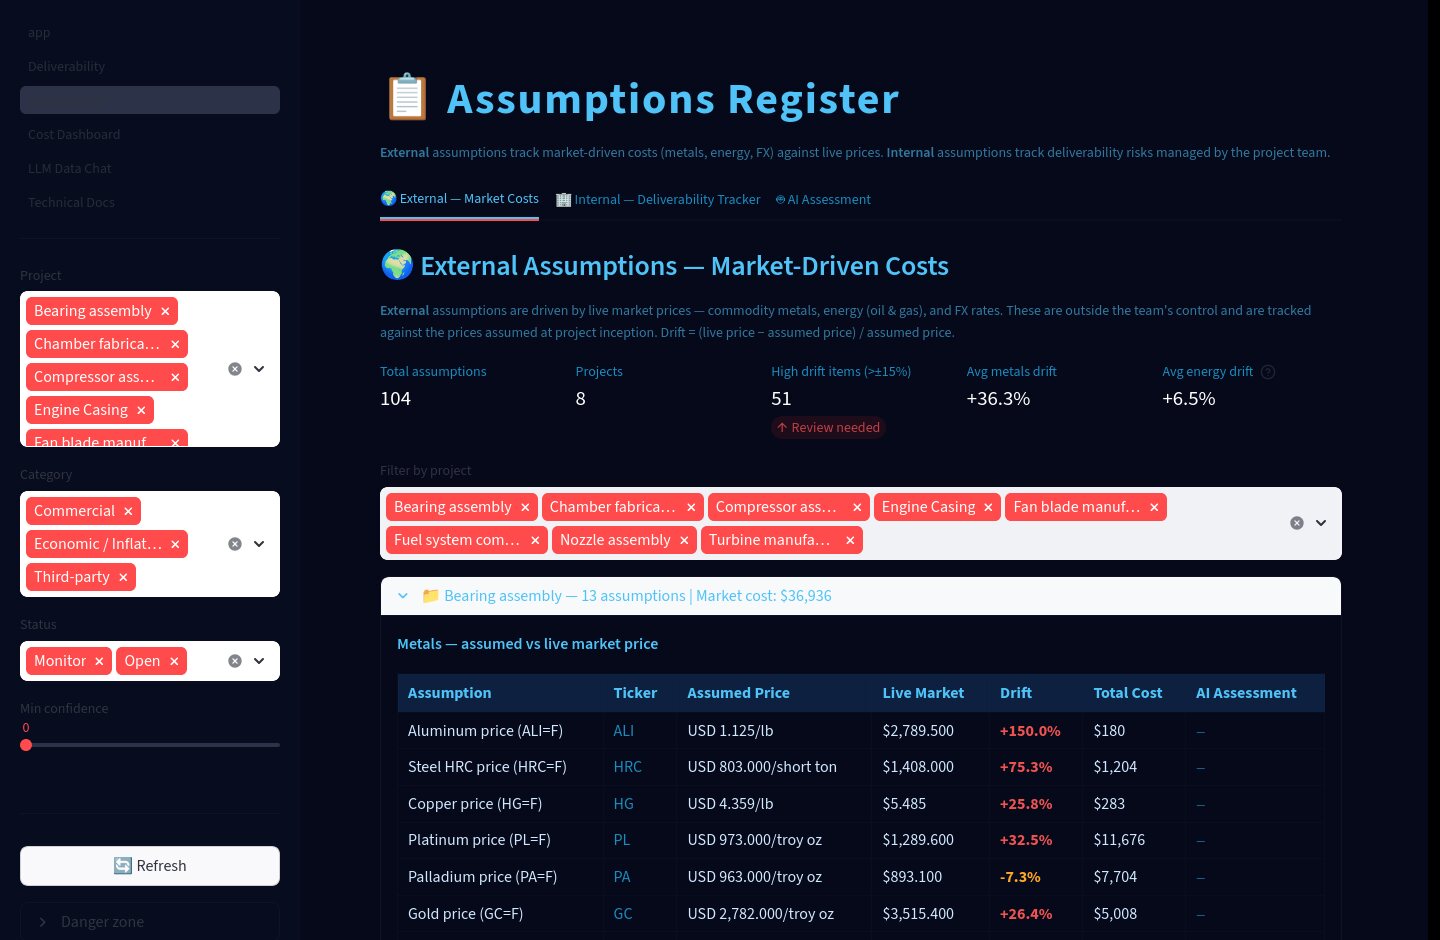 app
Deliverability
Cost Dashboard
LLM Data Chat
Technical Docs
Project
Bearing assembly
Chamber fabrica...
Compressor ass...
Engine Casing
Fan blade manuf...
Category
Commercial
Economic / Inflat...
Third-party
Status
Monitor Open
Min confidence
0
Refresh
Danger zone
Assumptions Register
External assumptions track market-driven costs (metals, energy, FX) against live prices. Internal assumptions track deliverability risks managed by the project team.
External — Market Costs Internal — Deliverability Tracker AI Assessment
External Assumptions — Market-Driven Costs
External assumptions are driven by live market prices — commodity metals, energy (oil & gas), and FX rates. These are outside the team's control and are tracked
against the prices assumed at project inception. Drift = (live price − assumed price) / assumed price.
Total assumptions Projects High drift items (>±15%) Avg metals drift Avg energy drift ?
104 8 51 +36.3% +6.5%
↑ Review needed
Filter by project
Bearing assembly Chamber fabrica... Compressor ass... Engine Casing Fan blade manuf...
Fuel system com... Nozzle assembly Turbine manufa...
Bearing assembly — 13 assumptions | Market cost: $36,936
Metals — assumed vs live market price
Assumption Ticker Assumed Price Live Market Drift Total Cost AI Assessment
Aluminum price (ALI=F) ALI USD 1.125/lb $2,789.500 +150.0% $180 –
Steel HRC price (HRC=F) HRC USD 803.000/short ton $1,408.000 +75.3% $1,204 –
Copper price (HG=F) HG USD 4.359/lb $5.485 +25.8% $283 –
Platinum price (PL=F) PL USD 973.000/troy oz $1,289.600 +32.5% $11,676 –
Palladium price (PA=F) PA USD 963.000/troy oz $893.100 -7.3% $7,704 –
Gold price (GC=F) GC USD 2,782.000/troy oz $3,515.400 +26.4% $5,008 –